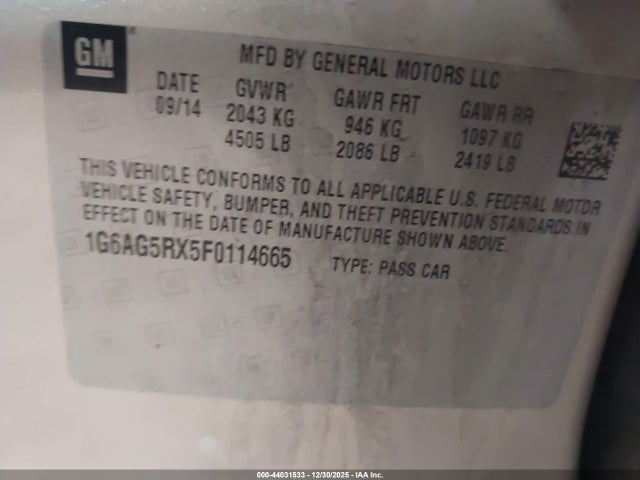 GM
MFD BY GENERAL MOTORS LLC
DATE GVWR GAWR FRT GAWR RR
09/14 2043 KG 946 KG 1097 KG
4505 LB 2086 LB 2419 LB
THIS VEHICLE CONFORMS TO ALL APPLICABLE U.S. FEDERAL MOTOR
VEHICLE SAFETY, BUMPER, AND THEFT PREVENTION STANDARDS IN
EFFECT ON THE DATE OF MANUFACTURE SHOWN ABOVE.
1G6AG5RX5F0114665 TYPE: PASS CAR
000-44031533 - 12/30/2025 - IAA Inc.